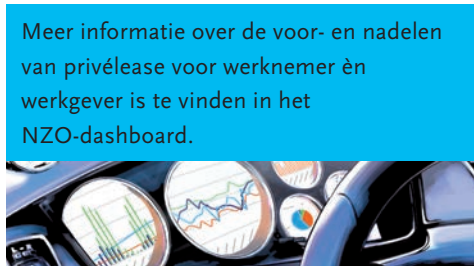 Meer informatie over de voor- en nadelen
van privélease voor werknemer èn
werkgever is te vinden in het
NZO-dashboard.